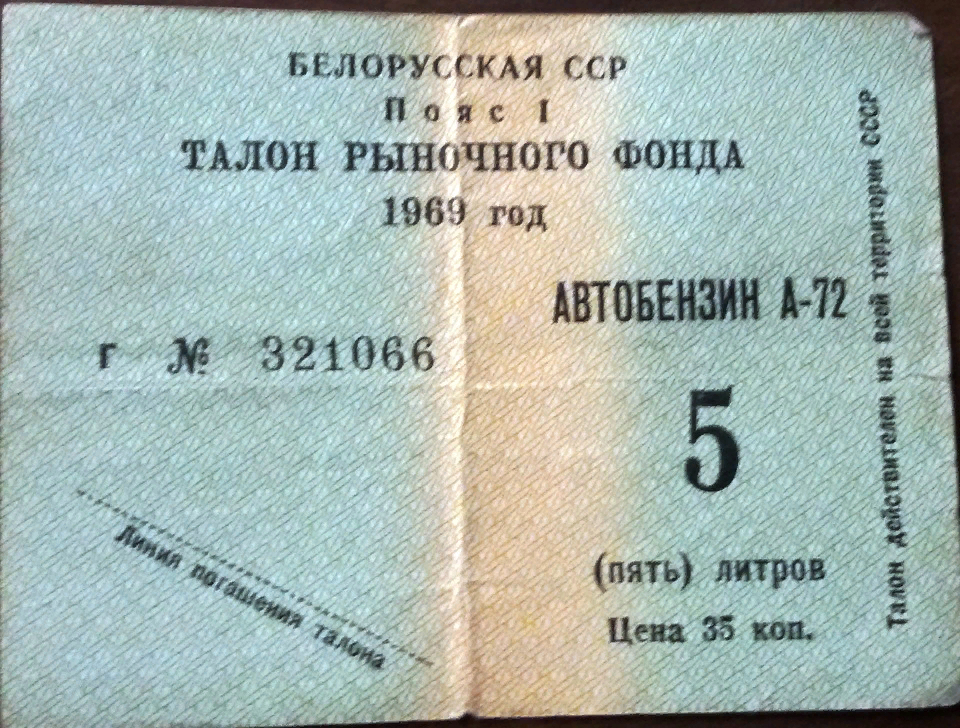 БЕЛОРУССКАЯ ССР
Пояс I
ТАЛОН РЫНОЧНОГО ФОНДА
1969 год
АВТОБЕНЗИН А-72
г № 321066
5
(пять) литров
Цена 35 коп.
Линия погашения талона
Талон действителен на всей территории СССР